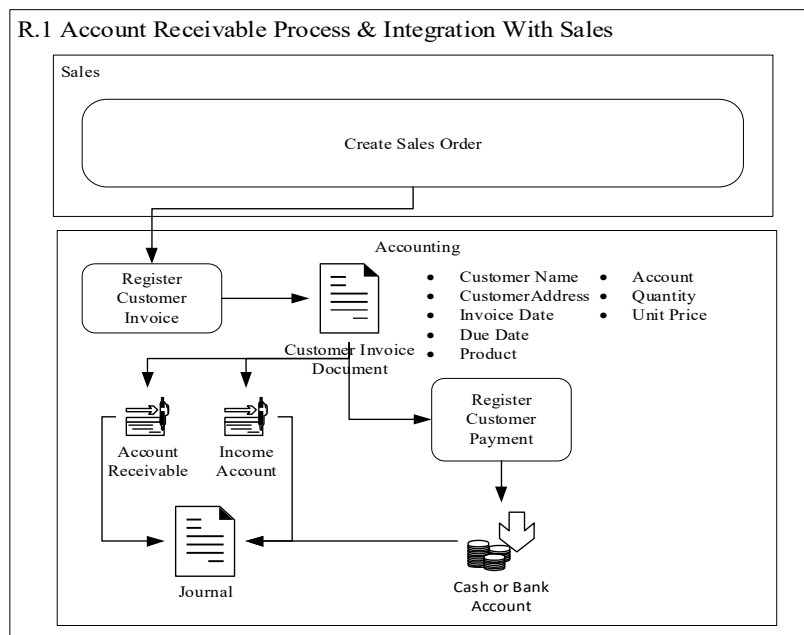 R.1 Account Receivable Process & Integration With Sales
Sales
Create Sales Order
Accounting
Register
Customer
Invoice
Customer Invoice
Document
• Customer Name
• CustomerAddress
• Invoice Date
• Due Date
• Product
• Account
• Quantity
• Unit Price
Register
Customer
Payment
Account
Receivable
Income
Account
Journal
Cash or Bank
Account